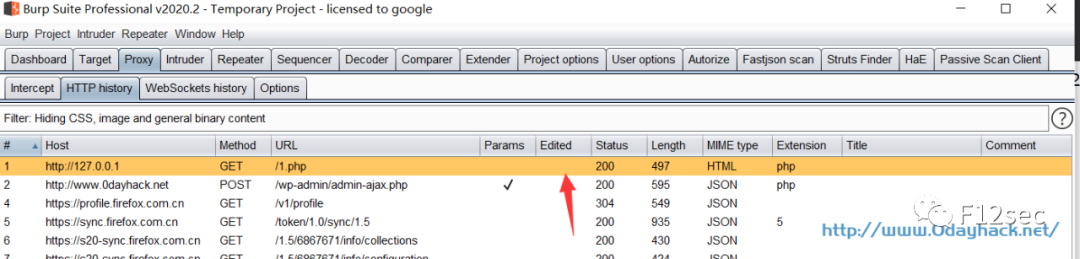 Burp Suite Professional v2020.2 - Temporary Project - licensed to google
Burp Project Intruder Repeater Window Help
Dashboard Target Proxy Intruder Repeater Sequencer Decoder Comparer Extender Project options User options Autorize Fastjson scan Struts Finder HaE Passive Scan Client
Intercept HTTP history WebSockets history Options
Filter: Hiding CSS, image and general binary content ?
# Host Method URL Params Edited Status Length MIME type Extension Title Comment
1 http://127.0.0.1 GET /1.php 200 497 HTML php
2 http://www.0dayhack.net POST /wp-admin/admin-ajax.php ✓ 200 595 JSON php
4 https://profile.firefox.com.cn GET /v1/profile 304 549 JSON
5 https://sync.firefox.com.cn GET /token/1.0/sync/1.5 200 935 JSON 5
6 https://s20-sync.firefox.com.cn GET /1.5/6867671/info/collections 200 430 JSON
7 https://s20-sync.firefox.com.cn GET /1.5/6867671/info/configuration 200 424 JSON
F12sec
http://www.0dayhack.net/